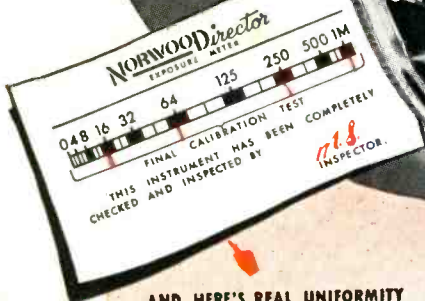 NORWOOD Director
EXPOSURE METER
0 4 8 16 32 64 125 250 500 1M
FINAL CALIBRATION TEST
THIS INSTRUMENT HAS BEEN COMPLETELY
CHECKED AND INSPECTED BY
INSPECTOR.
AND HERE'S REAL UNIFORMITY